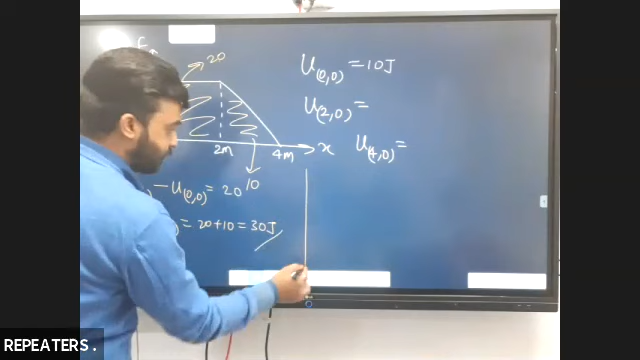 20
U(0,0) = 10J
U(2,0) =
2m
4m
x
U(4,0) =
10
- U(0,0) = 20
= 20 + 10 = 30J
REPEATERS .